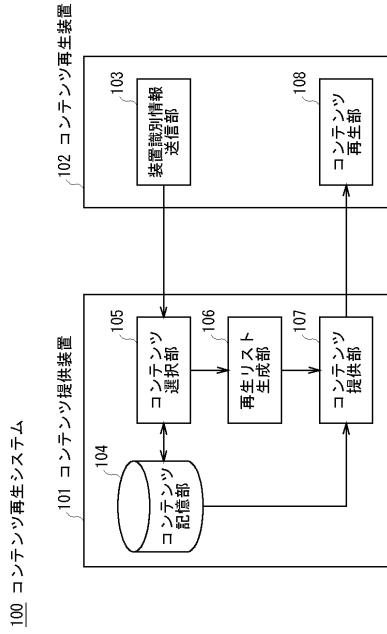 100 コンテンツ再生システム
101 コンテンツ提供装置
102 コンテンツ再生装置
104
コンテンツ
記憶部
105
コンテンツ
選択部
103
装置識別情報
送信部
106
再生リスト
生成部
107
コンテンツ
提供部
108
コンテンツ
再生部